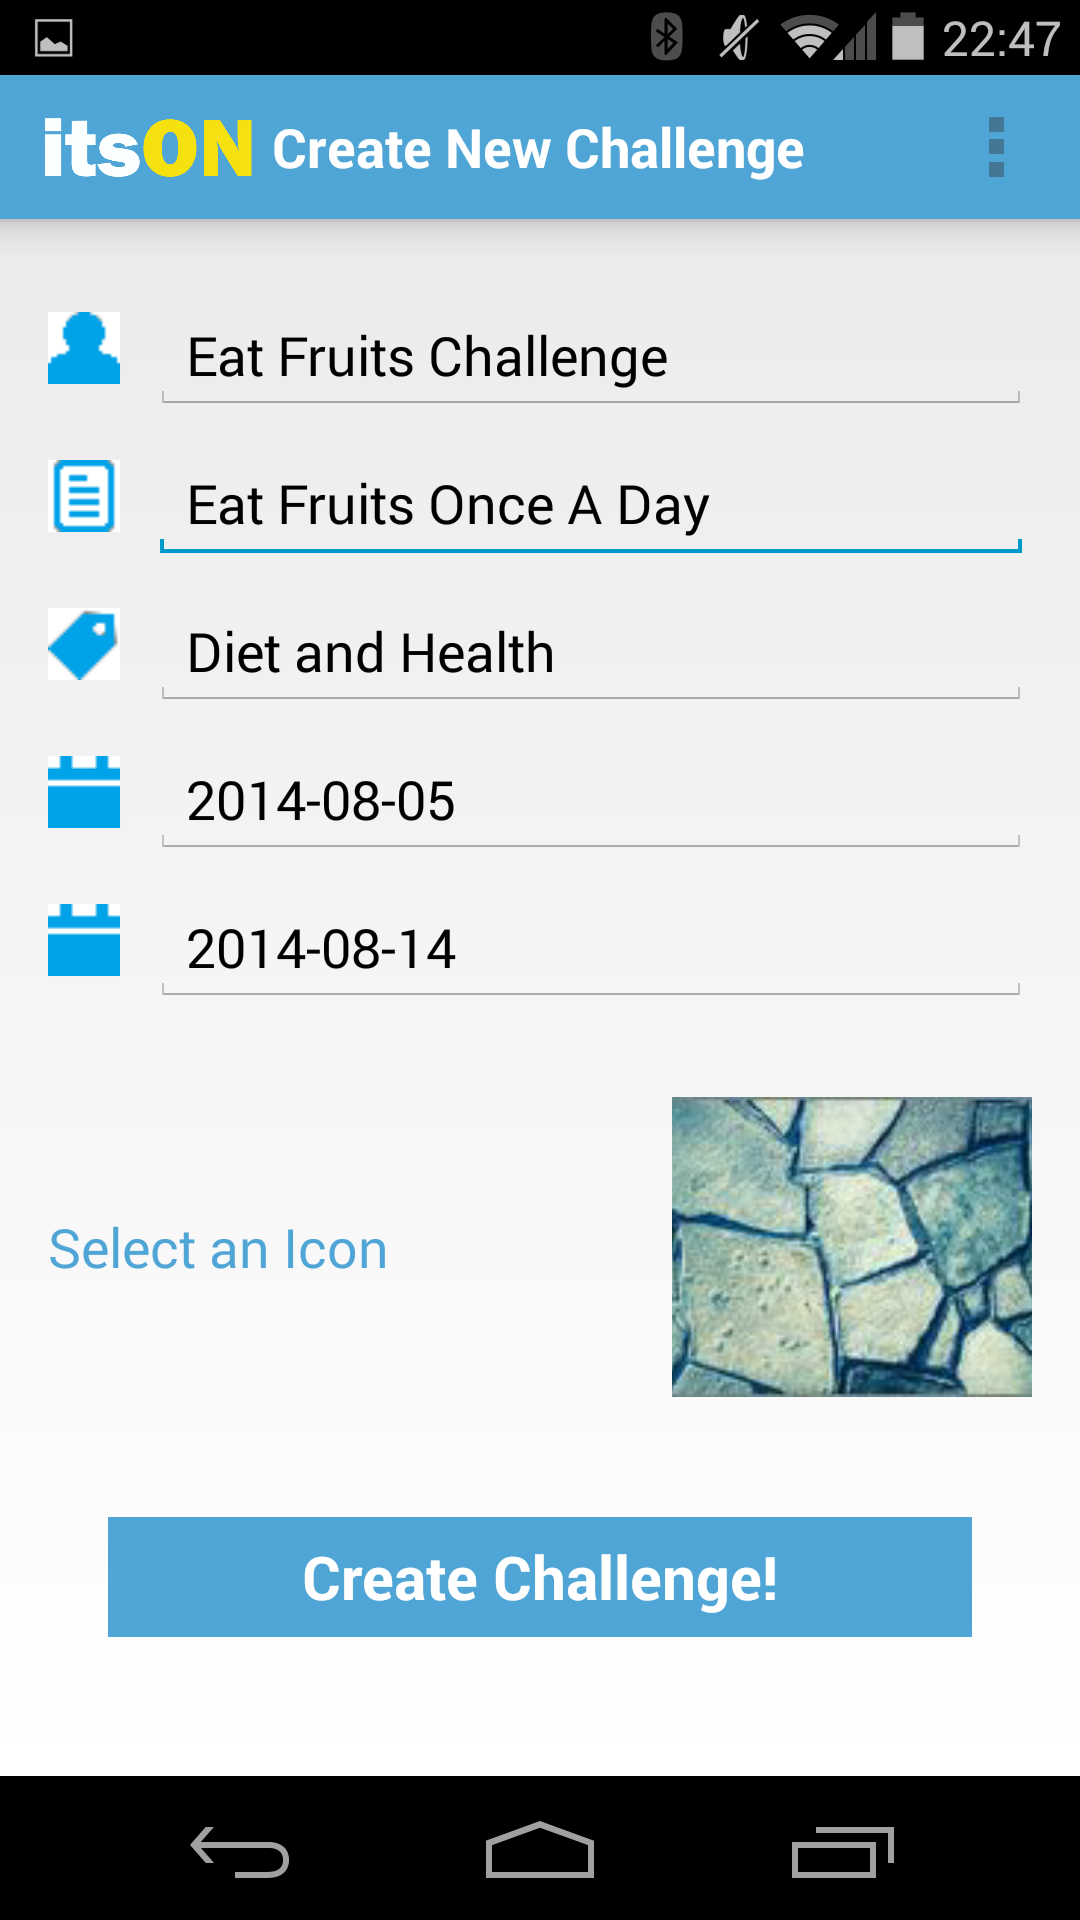 22:47
itsON Create New Challenge
Eat Fruits Challenge
Eat Fruits Once A Day
Diet and Health
2014-08-05
2014-08-14
Select an Icon
Create Challenge!